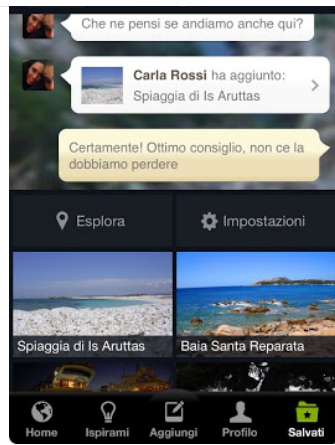 Che ne pensi se andiamo anche qui?
Carla Rossi ha aggiunto:
Spiaggia di Is Aruttas
Certamente! Ottimo consiglio, non ce la
dobbiamo perdere
Esplora
Impostazioni
Spiaggia di Is Aruttas
Baia Santa Reparata
Home
Ispirami
Aggiungi
Profilo
Salvati